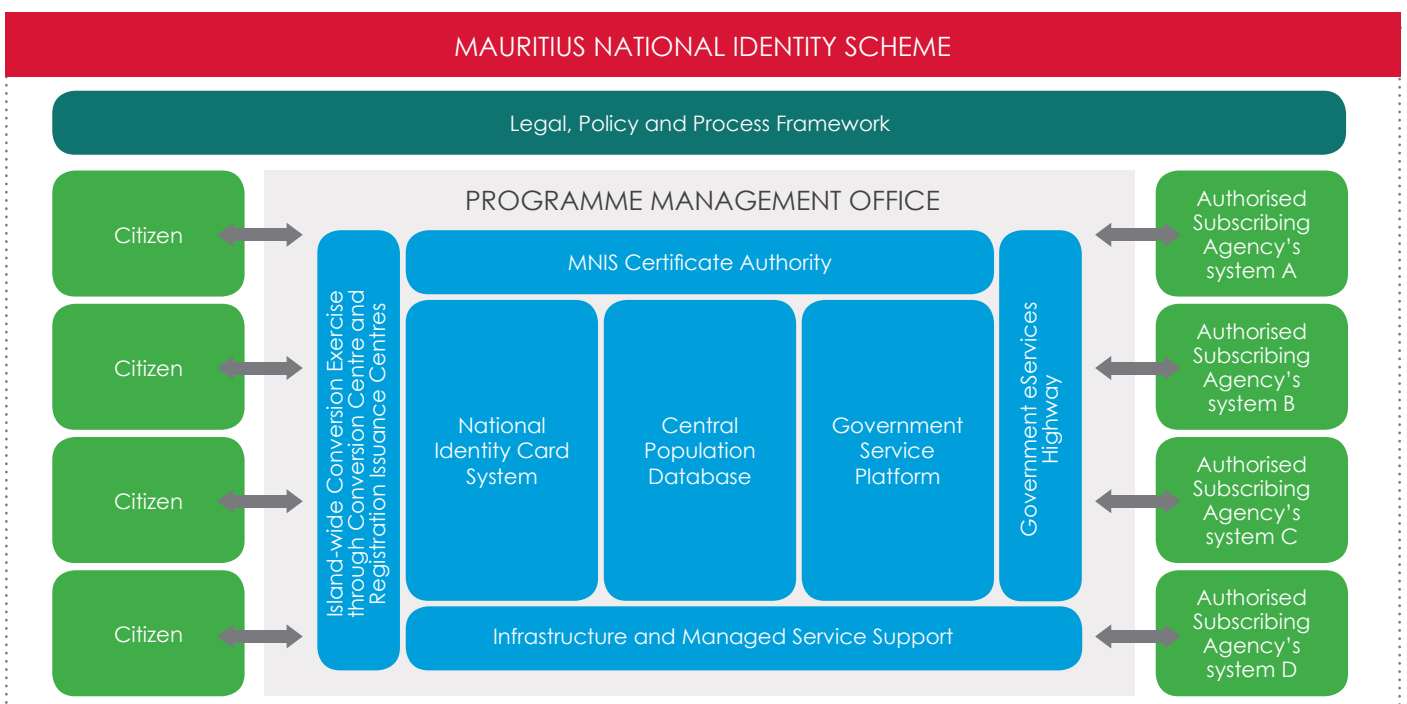 MAURITIUS NATIONAL IDENTITY SCHEME
Legal, Policy and Process Framework
Citizen
Citizen
Citizen
Citizen
PROGRAMME MANAGEMENT OFFICE
Island-wide Conversion Exercise
through Conversion Centre and
Registration Issuance Centres
MNIS Certificate Authority
National
Identity Card
System
Central
Population
Database
Government
Service
Platform
Government eServices
Highway
Infrastructure and Managed Service Support
Authorised
Subscribing
Agency's
system A
Authorised
Subscribing
Agency's
system B
Authorised
Subscribing
Agency's
system C
Authorised
Subscribing
Agency's
system D